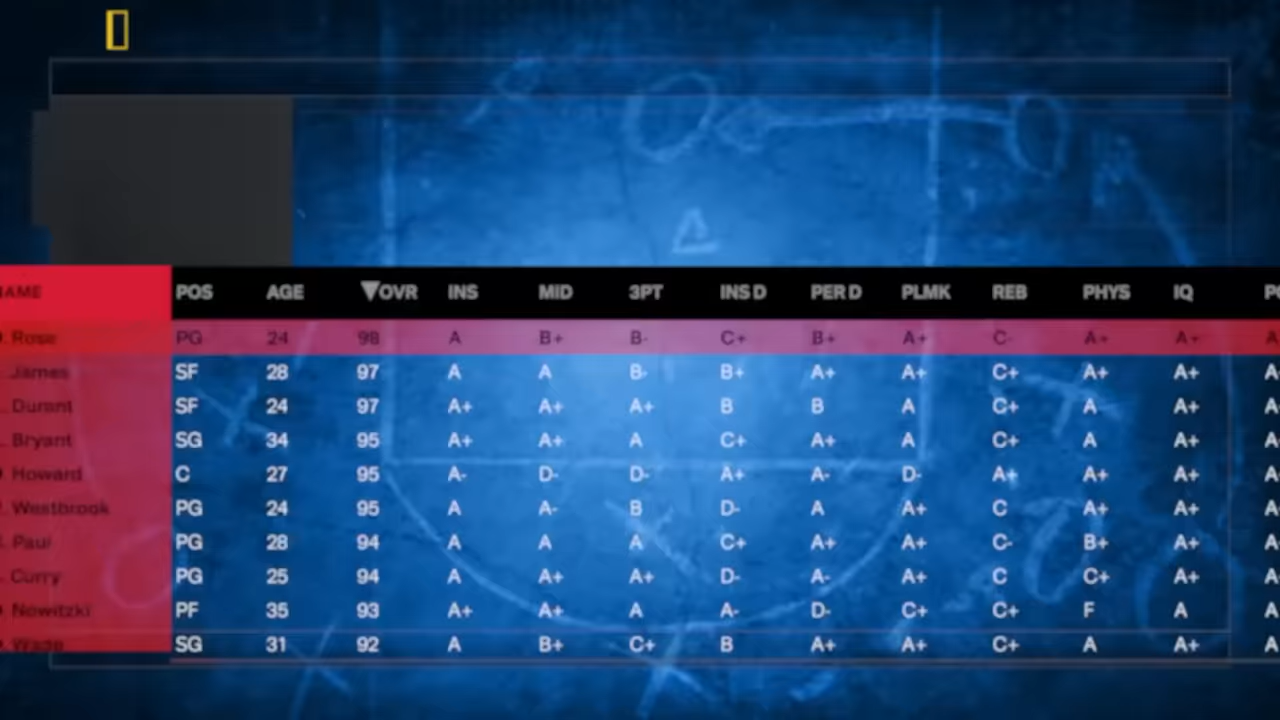 NAME POS AGE ▼OVR INS MID 3PT INS D PER D PLMK REB PHYS IQ PO
. Rose PG 24 98 A B+ B- C+ B+ A+ C- A+ A+ A
. James SF 28 97 A A B- B+ A+ A+ C+ A+ A+ A
. Durant SF 24 97 A+ A+ A+ B B A C+ A A+ A
. Bryant SG 34 95 A+ A+ A C+ A+ A C+ A A+ A
. Howard C 27 95 A- D- D- A+ A- D- A+ A+ A+ A
. Westbrook PG 24 95 A A- B D- A A+ C A+ A+ A
. Paul PG 28 94 A A A C+ A+ A+ C- B+ A+ A
. Curry PG 25 94 A A+ A+ D- A- A+ C C+ A+ A
. Nowitzki PF 35 93 A+ A+ A A- D- C+ C+ F A A
. Wade SG 31 92 A B+ C+ B A+ A+ C+ A A+ A